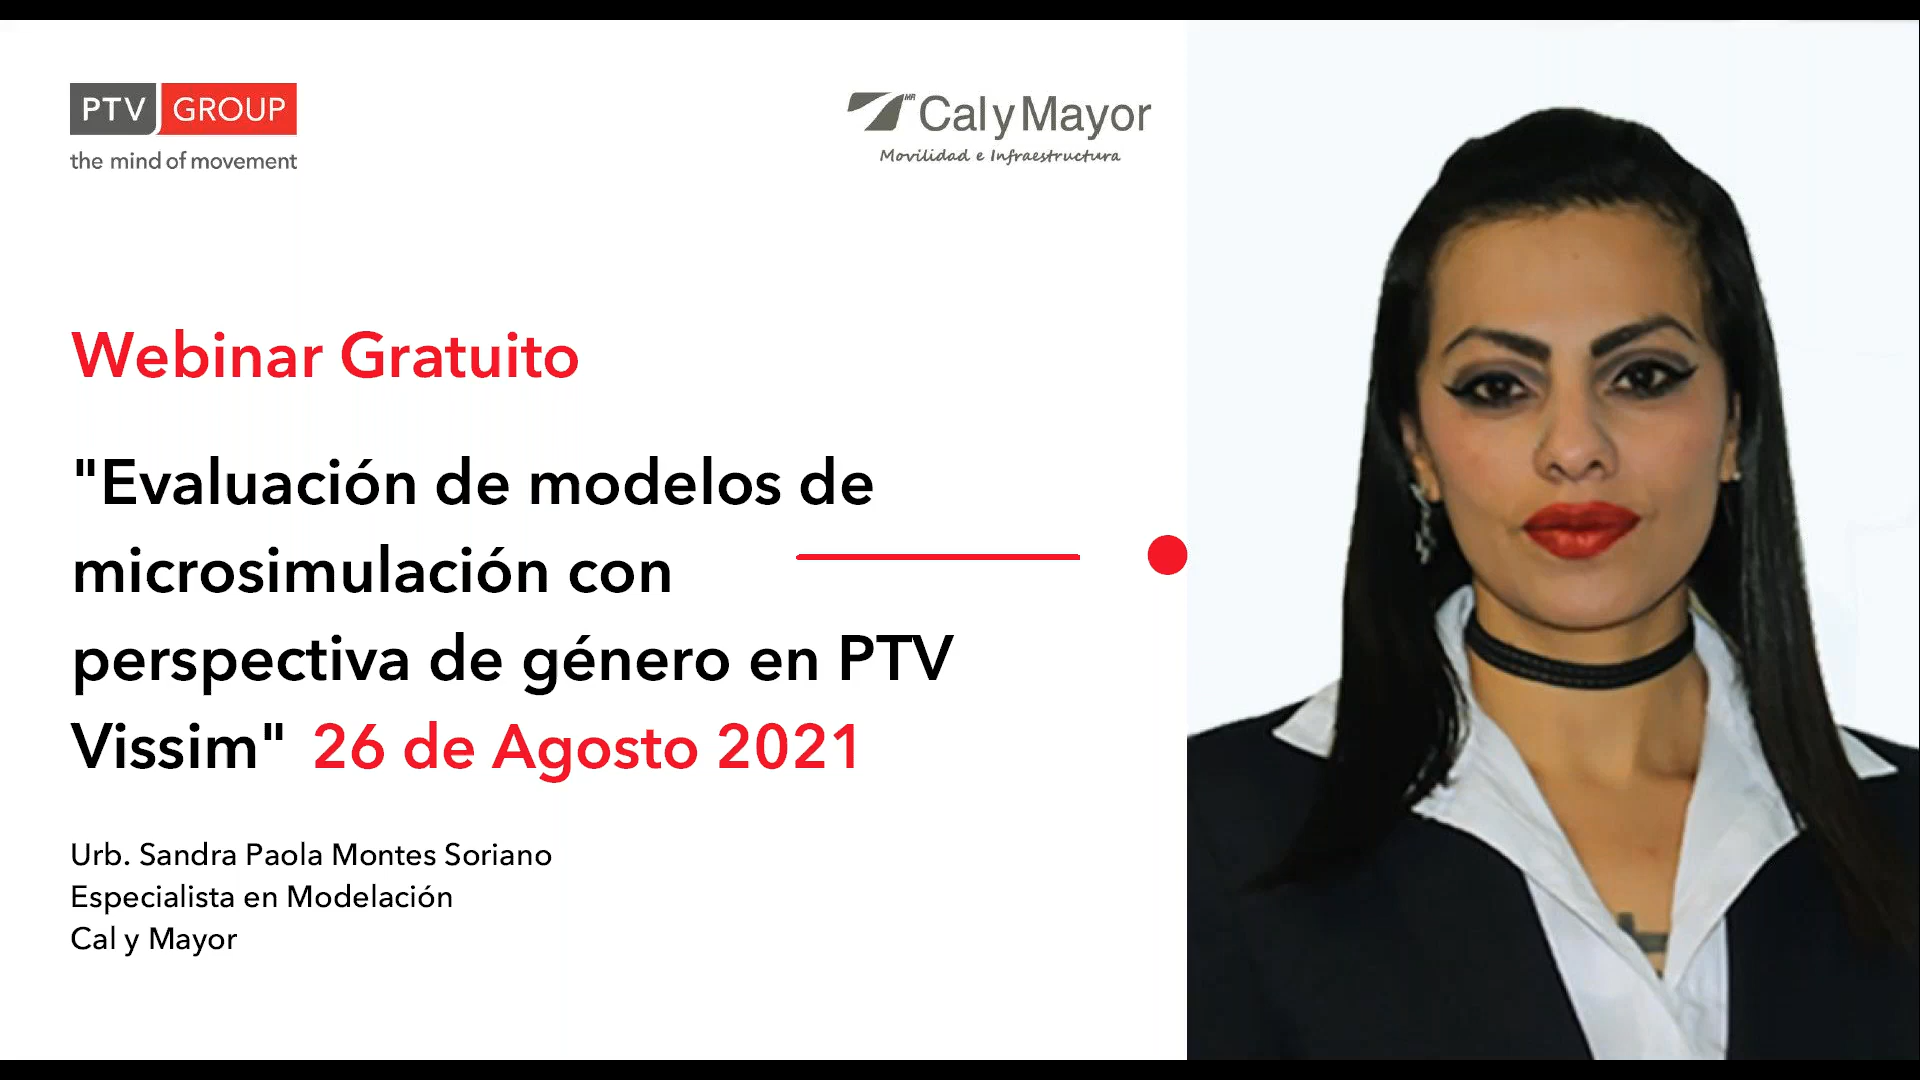 PTV GROUP
the mind of movement
MR
Cal y Mayor
Movilidad e Infraestructura
Webinar Gratuito
"Evaluación de modelos de
microsimulación con
perspectiva de género en PTV
Vissim" 26 de Agosto 2021
Urb. Sandra Paola Montes Soriano
Especialista en Modelación
Cal y Mayor